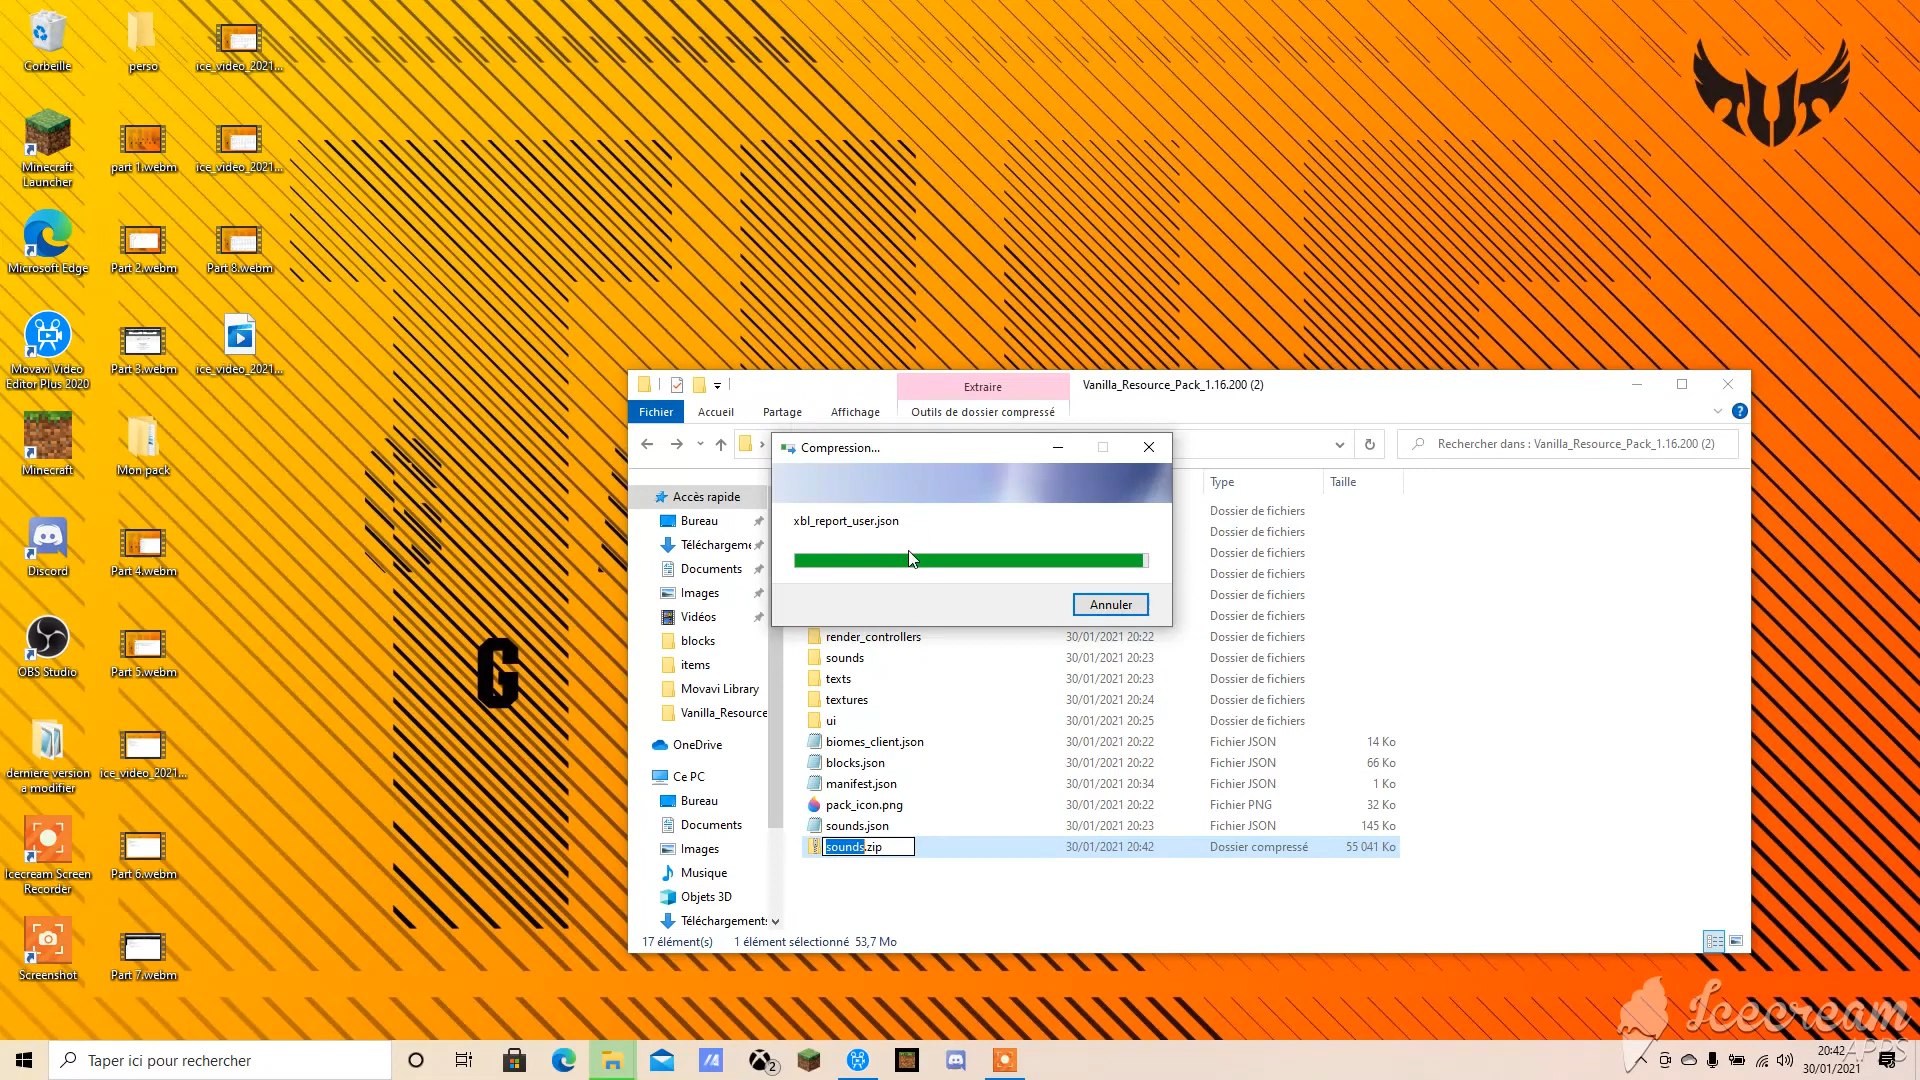 Corbeille
perso
ice_video_2021...
Minecraft
Launcher
part 1.webm
ice_video_2021...
Microsoft Edge
Part 2.webm
Part 8.webm
Movavi Video
Editor Plus 2020
Part 3.webm
ice_video_2021...
Minecraft
Mon pack
Discord
Part 4.webm
OBS Studio
Part 5.webm
derniere version
a modifier
ice_video_2021...
Icecream Screen
Recorder
Part 6.webm
Screenshot
Part 7.webm
G
Extraire
Vanilla_Resource_Pack_1.16.200 (2)
Fichier
Accueil
Partage
Affichage
Outils de dossier compressé
Rechercher dans : Vanilla_Resource_Pack_1.16.200 (2)
Compression...
xbl_report_user.json
Annuler
Type
Taille
Accès rapide
Bureau
Téléchargeme
Documents
Images
Vidéos
blocks
items
Movavi Library
Vanilla_Resource
OneDrive
Ce PC
Bureau
Documents
Images
Musique
Objets 3D
Téléchargements
Dossier de fichiers
Dossier de fichiers
Dossier de fichiers
Dossier de fichiers
Dossier de fichiers
Dossier de fichiers
render_controllers 30/01/2021 20:22 Dossier de fichiers
sounds 30/01/2021 20:23 Dossier de fichiers
texts 30/01/2021 20:23 Dossier de fichiers
textures 30/01/2021 20:24 Dossier de fichiers
ui 30/01/2021 20:25 Dossier de fichiers
biomes_client.json 30/01/2021 20:22 Fichier JSON 14 Ko
blocks.json 30/01/2021 20:22 Fichier JSON 66 Ko
manifest.json 30/01/2021 20:34 Fichier JSON 1 Ko
pack_icon.png 30/01/2021 20:22 Fichier PNG 32 Ko
sounds.json 30/01/2021 20:23 Fichier JSON 145 Ko
sounds.zip 30/01/2021 20:42 Dossier compressé 55 041 Ko
17 élément(s) 1 élément sélectionné 53,7 Mo
Icecream
APPS
Taper ici pour rechercher
2
20:42
30/01/2021